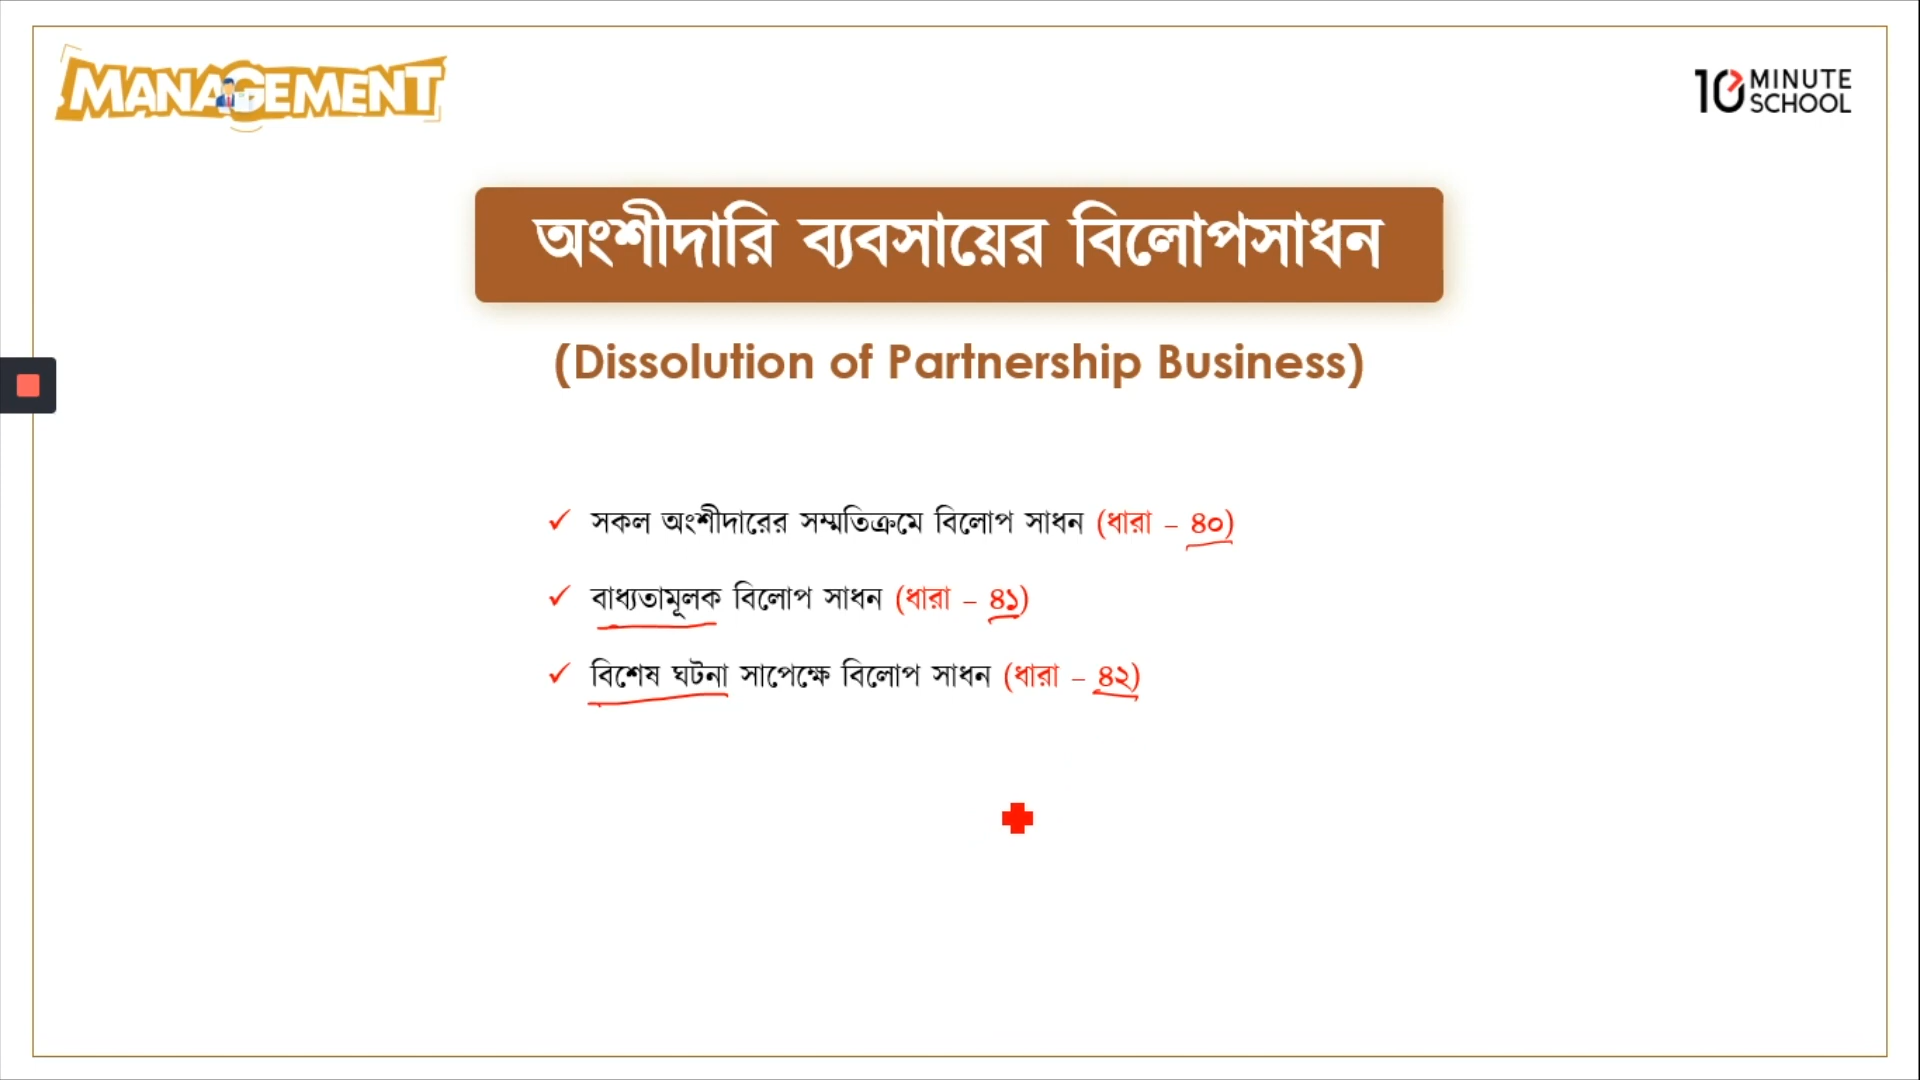 MANAGEMENT
10 MINUTE SCHOOL
অংশীদারি ব্যবসায়ের বিলোপসাধন
(Dissolution of Partnership Business)
✓ সকল অংশীদারের সম্মতিক্রমে বিলোপ সাধন (ধারা – ৪০)
✓ বাধ্যতামূলক বিলোপ সাধন (ধারা – ৪১)
✓ বিশেষ ঘটনা সাপেক্ষে বিলোপ সাধন (ধারা – ৪২)